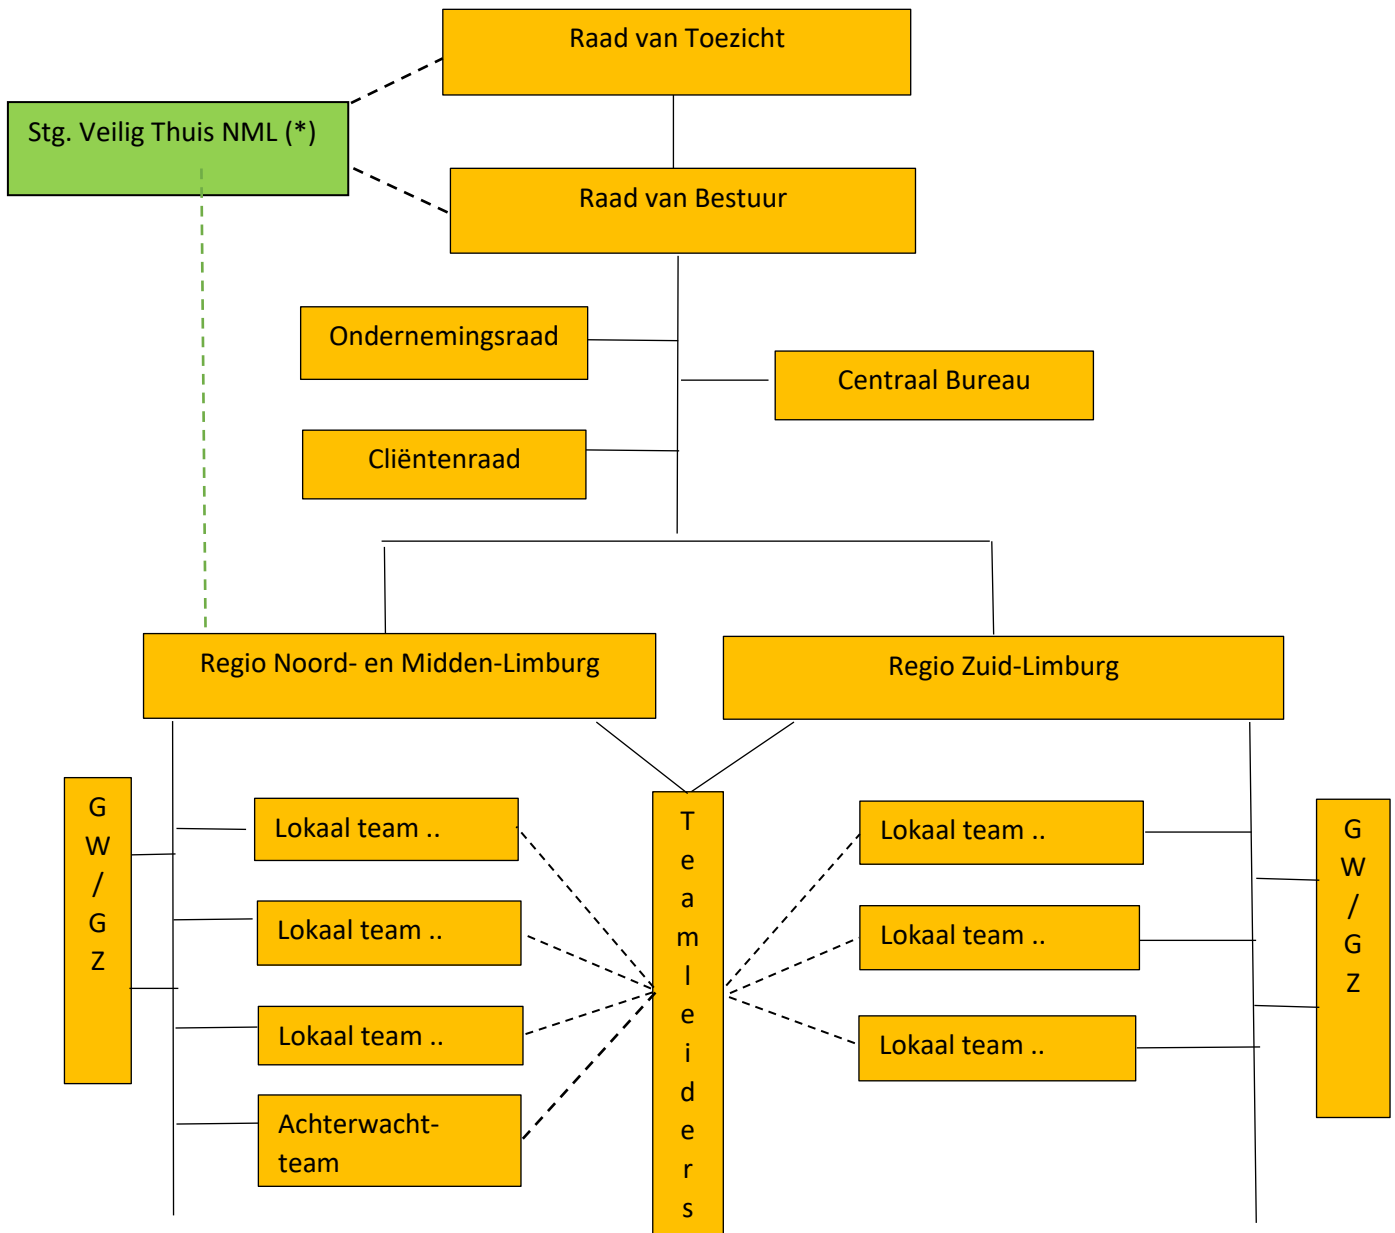 Raad van Toezicht
Stg. Veilig Thuis NML (*)
Raad van Bestuur
Ondernemingsraad
Centraal Bureau
Cliëntenraad
Regio Noord- en Midden-Limburg
Regio Zuid-Limburg
G
W
/
G
Z
Lokaal team ..
Lokaal team ..
Lokaal team ..
Achterwacht-
team
T
e
a
m
l
e
i
d
e
r
s
Lokaal team ..
Lokaal team ..
Lokaal team ..
G
W
/
G
Z